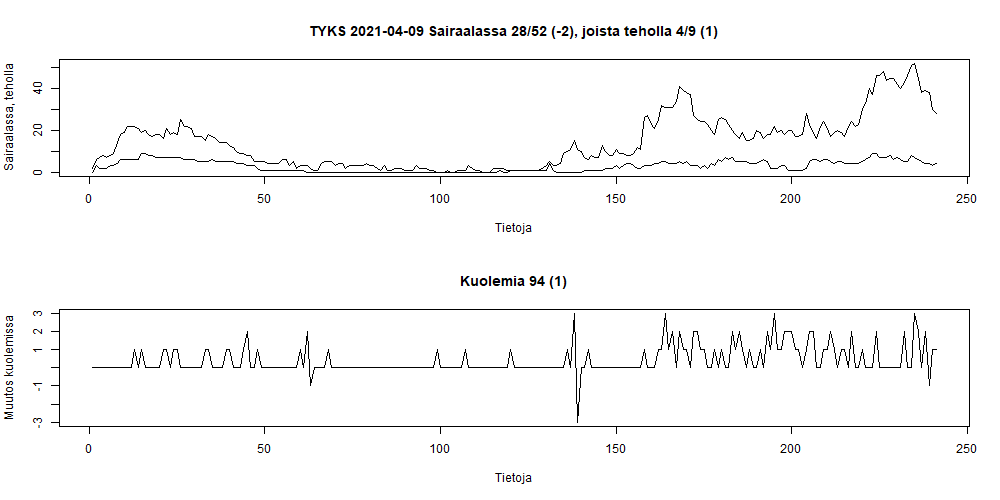 TYKS 2021-04-09 Sairaalassa 28/52 (-2), joista teholla 4/9 (1)
Sairaalassa, teholla
40
20
0
0 50 100 150 200 250
Tietoja
Kuolemia 94 (1)
Muutos kuolemissa
3
2
1
-1
-3
0 50 100 150 200 250
Tietoja